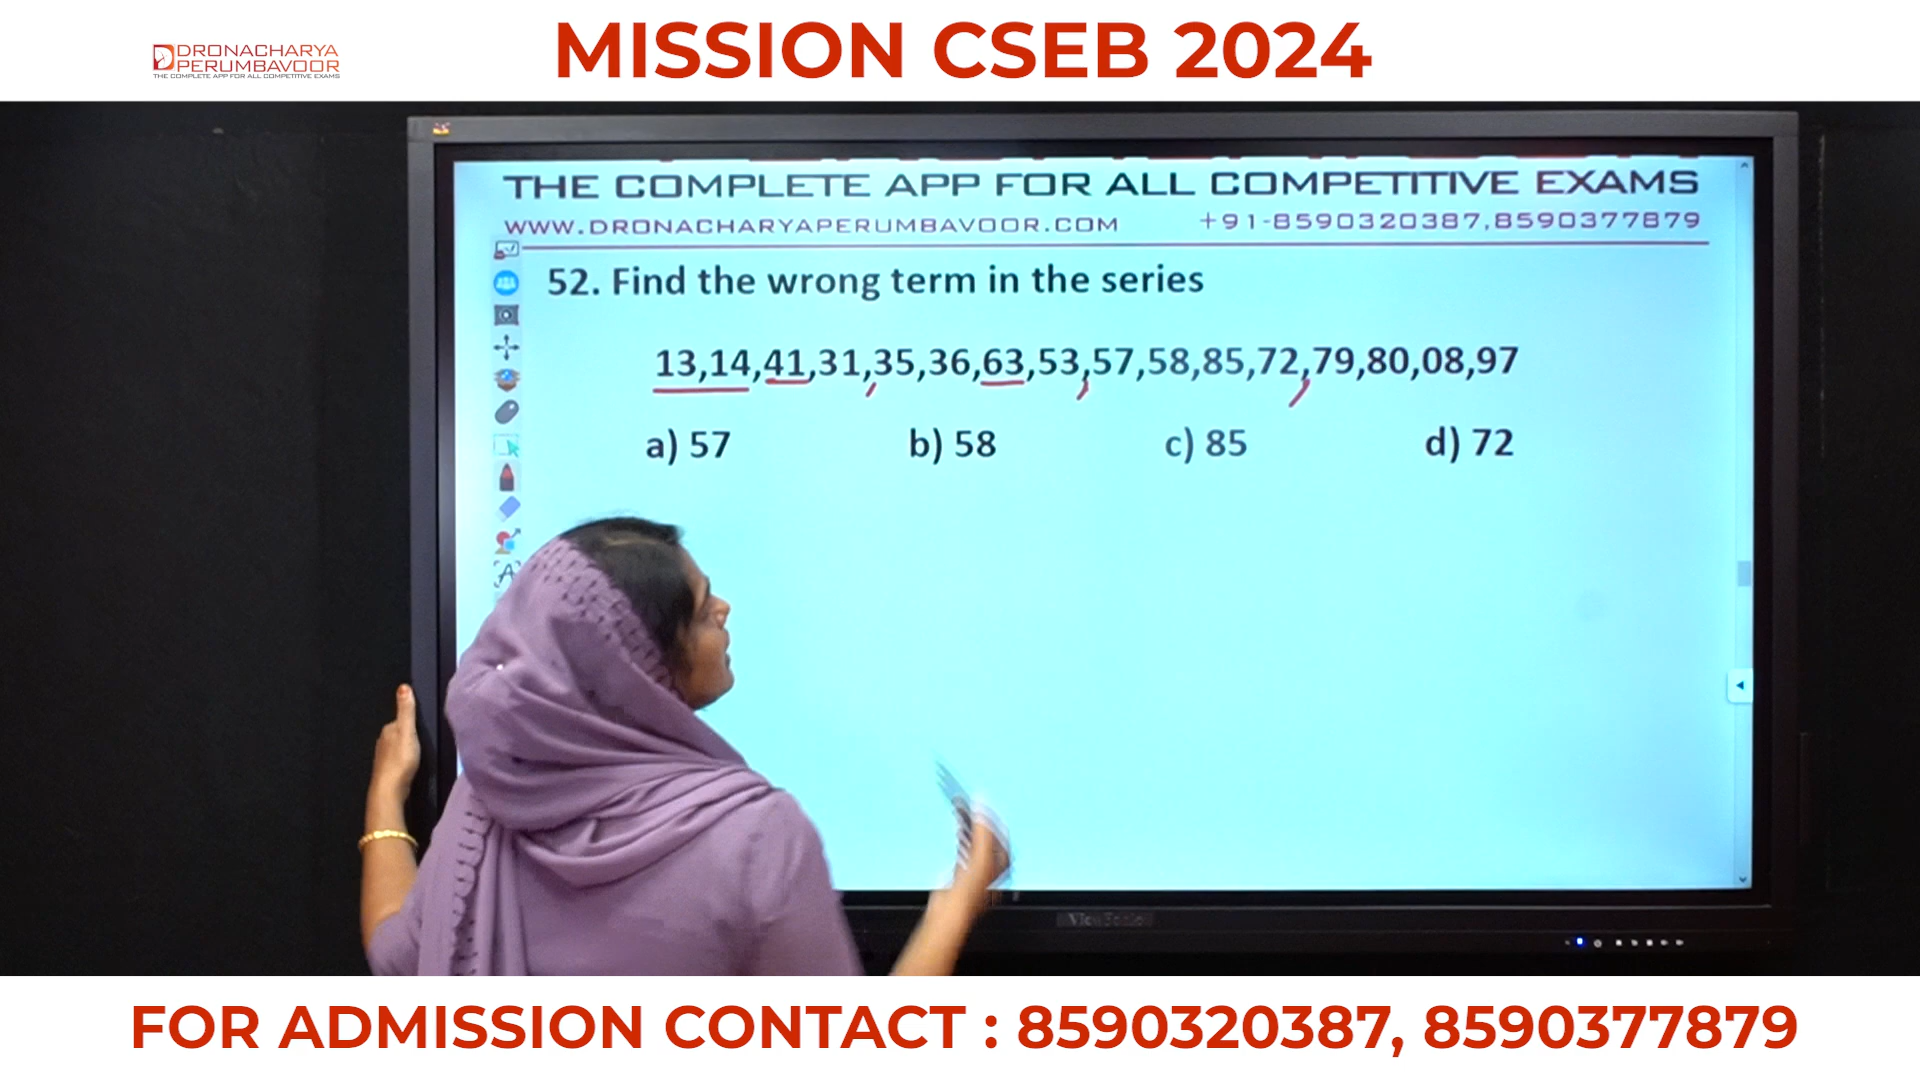 DRONACHARYA
PERUMBAVOOR
THE COMPLETE APP FOR ALL COMPETITIVE EXAMS
MISSION CSEB 2024
THE COMPLETE APP FOR ALL COMPETITIVE EXAMS
WWW.DRONACHARYAPERUMBAVOOR.COM +91-8590320387,8590377879
52. Find the wrong term in the series
13,14,41,31,35,36,63,53,57,58,85,72,79,80,08,97
a) 57 b) 58 c) 85 d) 72
ViewSonic
FOR ADMISSION CONTACT : 8590320387, 8590377879